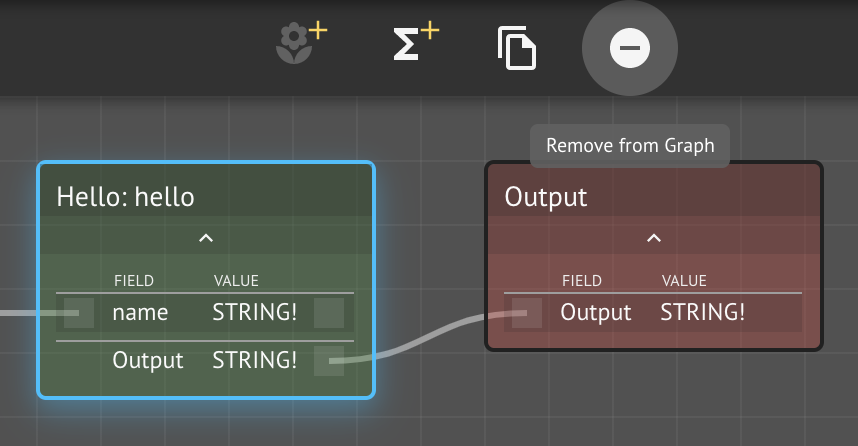 Remove from Graph
Hello: hello
FIELD VALUE
name STRING!
Output STRING!
Output
FIELD VALUE
Output STRING!